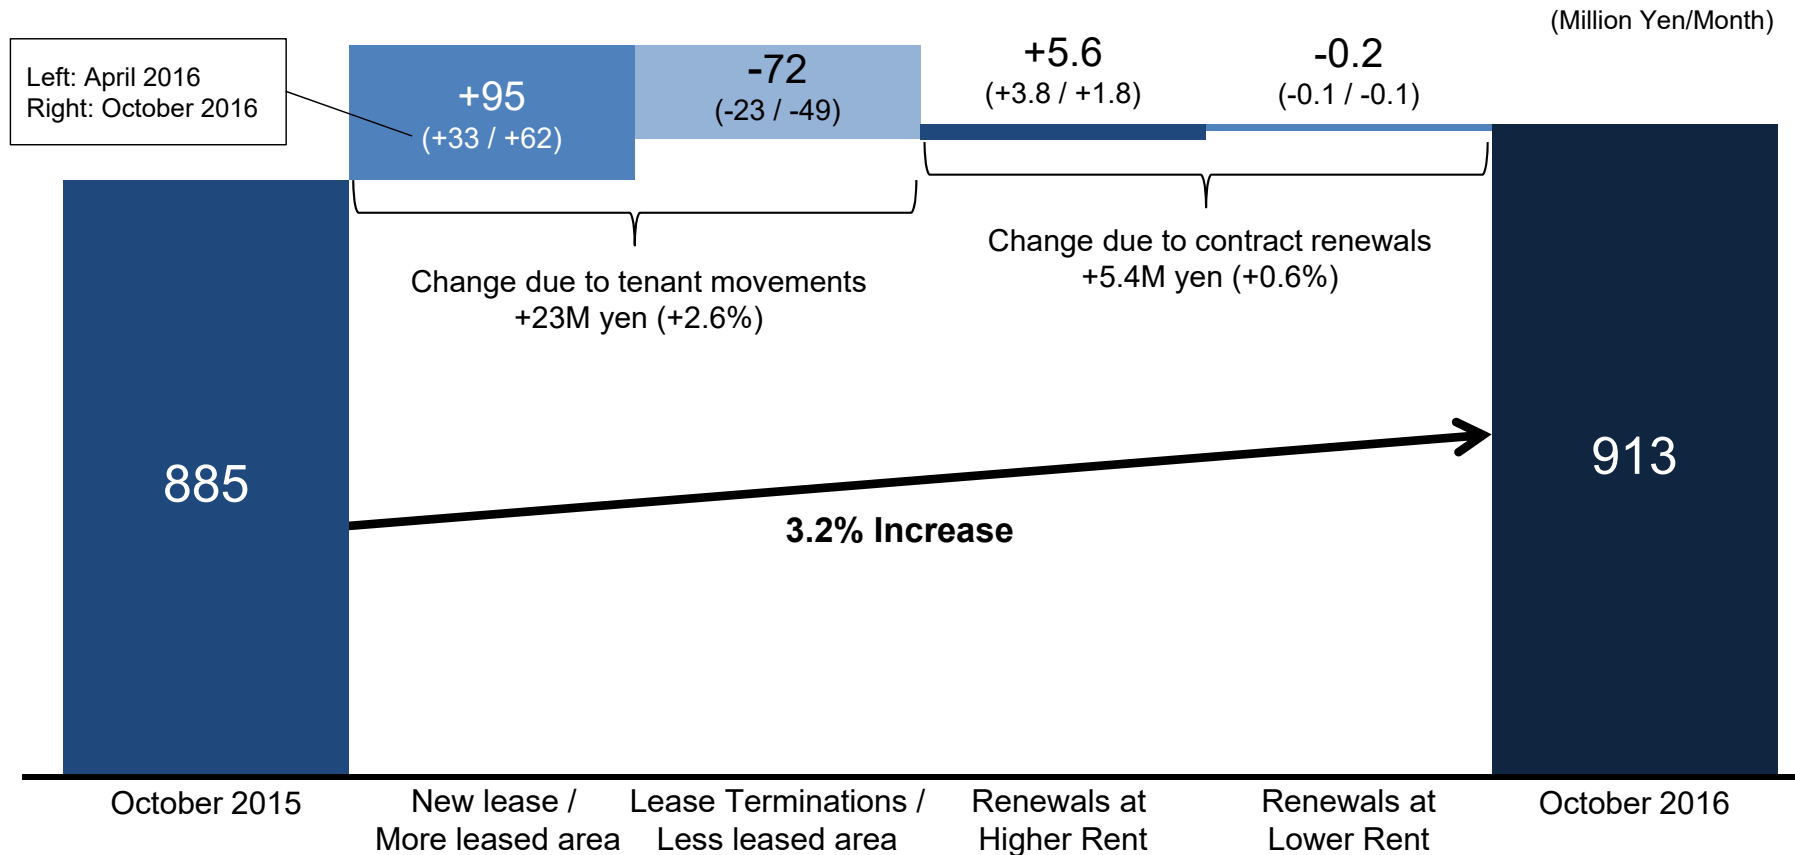 (Million Yen/Month)
Left: April 2016
Right: October 2016
+95
(+33 / +62)
-72
(-23 / -49)
+5.6
(+3.8 / +1.8)
-0.2
(-0.1 / -0.1)
Change due to tenant movements
+23M yen (+2.6%)
Change due to contract renewals
+5.4M yen (+0.6%)
885
913
3.2% Increase
October 2015
New lease /
More leased area
Lease Terminations /
Less leased area
Renewals at
Higher Rent
Renewals at
Lower Rent
October 2016